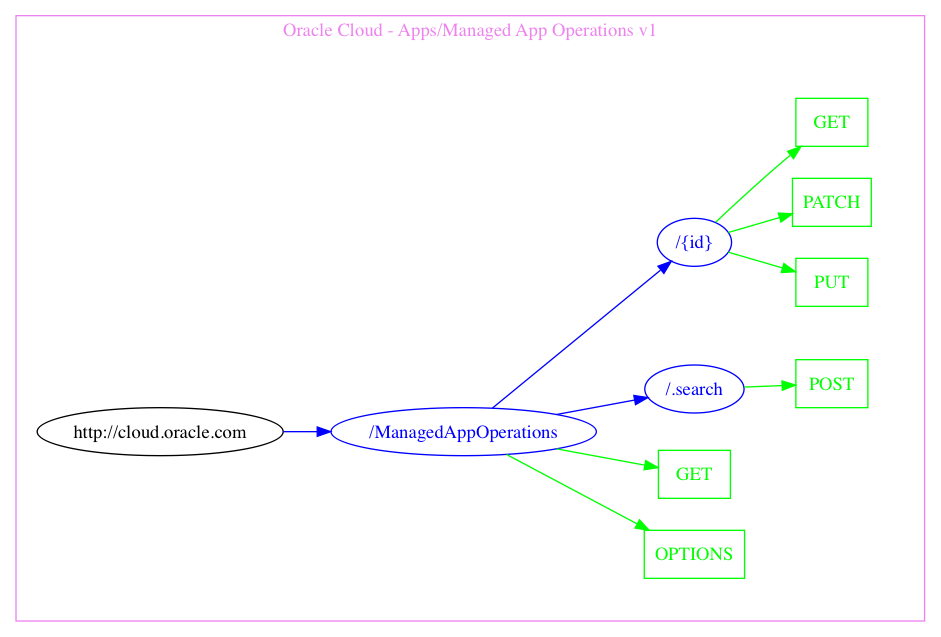 Oracle Cloud - Apps/Managed App Operations v1
GET
PATCH
/{id}
PUT
POST
/.search
http://cloud.oracle.com
/ManagedAppOperations
GET
OPTIONS